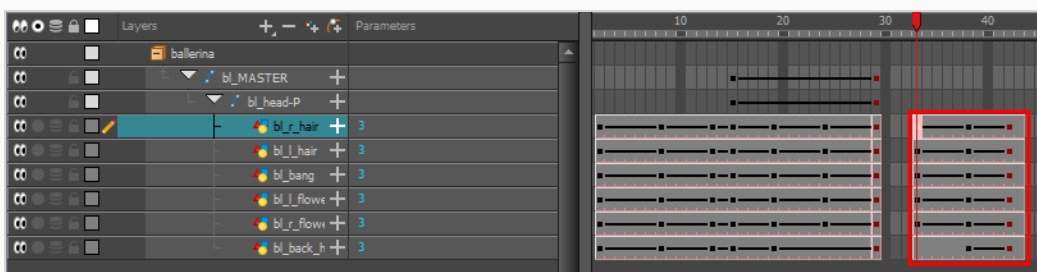 Layers Parameters 10 20 30 40
ballerina
bl_MASTER
bl_head-P
bl_r_hair 3
bl_l_hair 3
bl_bang 3
bl_l_flowe 3
bl_r_flow 3
bl_back_h 3